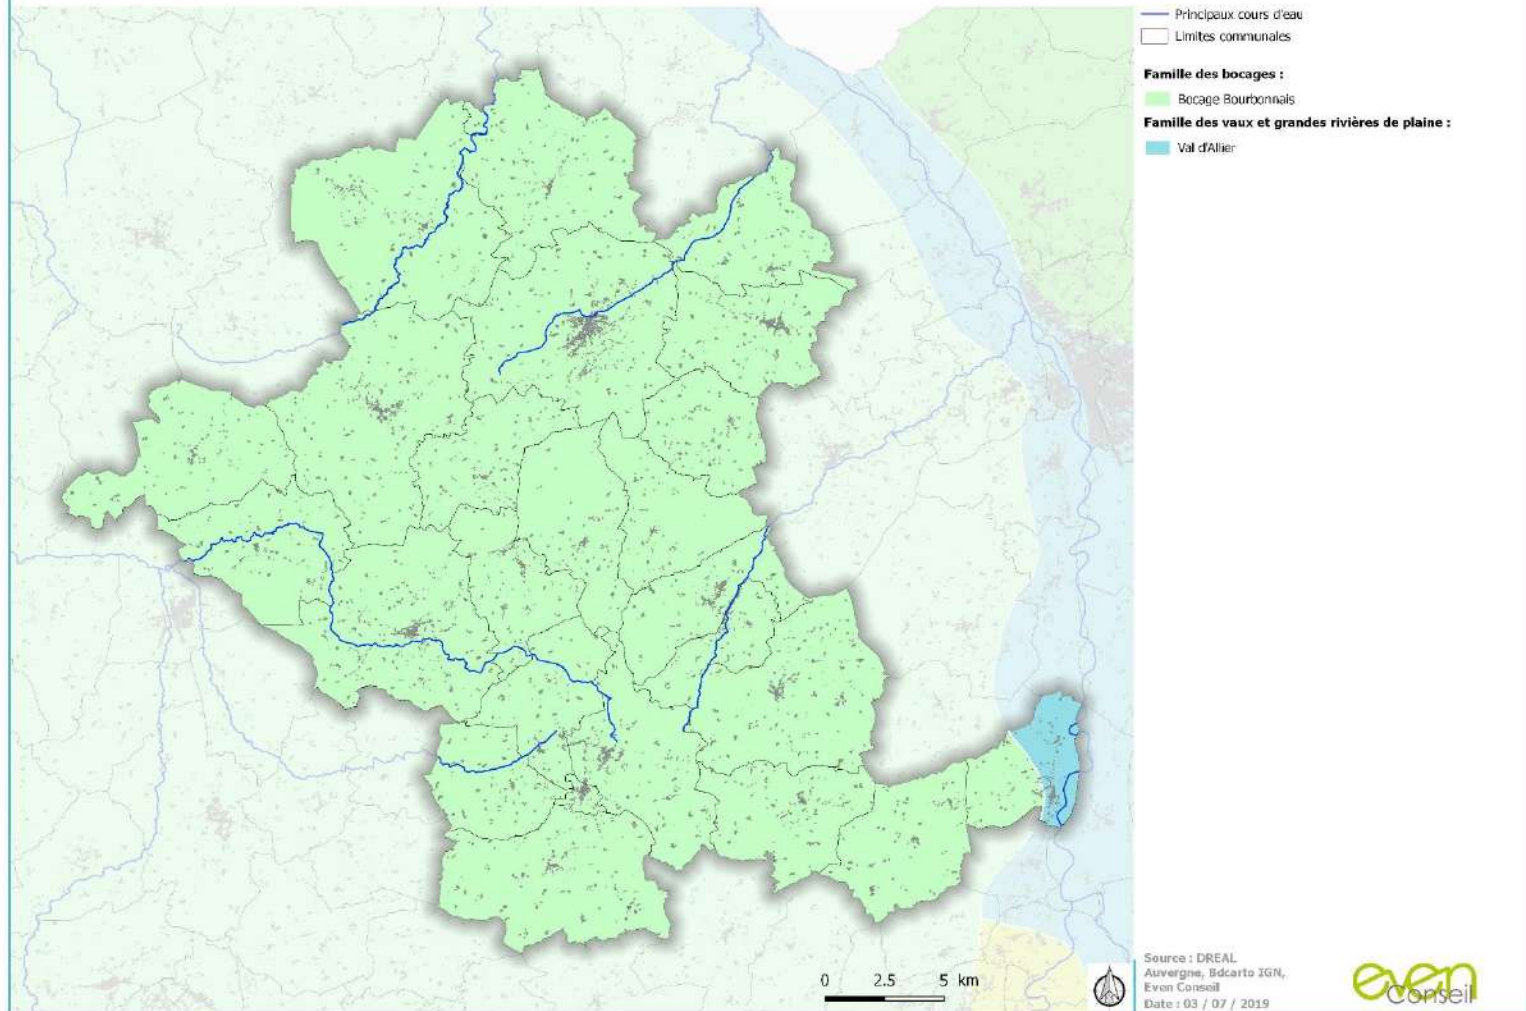 Principaux cours d'eau
Limites communales
Famille des bocages :
Bocage Bourbonnais
Famille des vaux et grandes rivières de plaine :
Val d'Allier
0 2.5 5 km
Source : DREAL
Auvergne, Bdcarto IGN,
Even Conseil
Date : 03 / 07 / 2019
even
Conseil